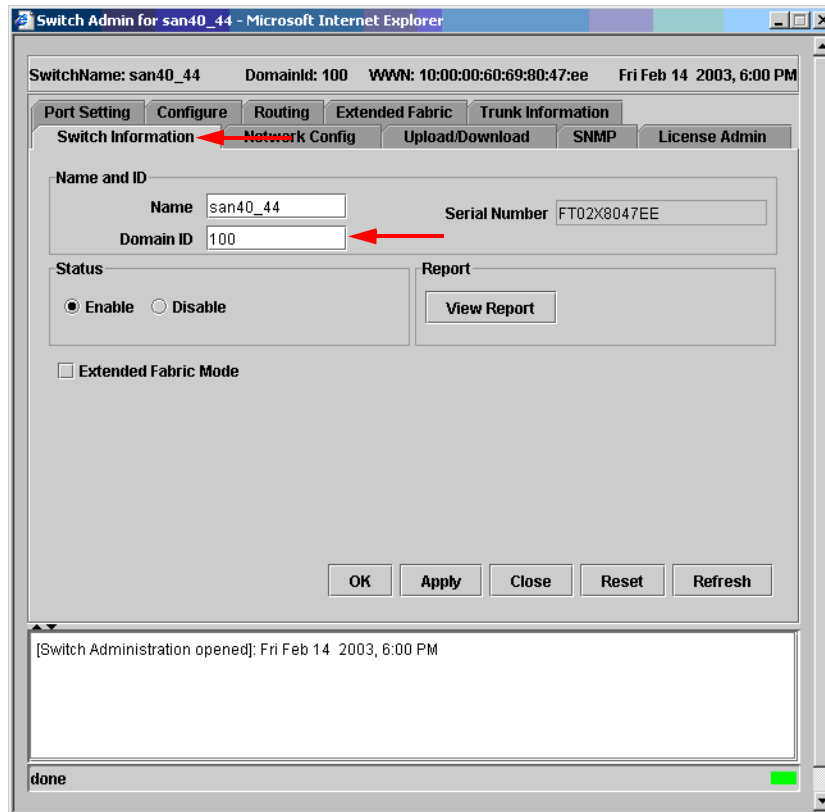 Switch Admin for san40_44 - Microsoft Internet Explorer
SwitchName: san40_44 DomainId: 100 WWN: 10:00:00:60:69:80:47:ee Fri Feb 14 2003, 6:00 PM
Port Setting Configure Routing Extended Fabric Trunk Information
Switch Information Network Config Upload/Download SNMP License Admin
Name and ID
Name san40_44 Serial Number FT02X8047EE
Domain ID 100
Status Report
Enable Disable View Report
Extended Fabric Mode
OK Apply Close Reset Refresh
[Switch Administration opened]: Fri Feb 14 2003, 6:00 PM
done